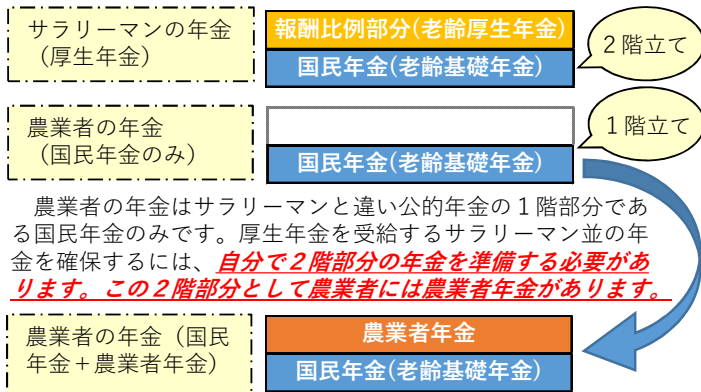 サラリーマンの年金
（厚生年金）
報酬比例部分(老齢厚生年金)
国民年金(老齢基礎年金)
２階立て
農業者の年金
（国民年金のみ）
国民年金(老齢基礎年金)
１階立て
農業者の年金はサラリーマンと違い公的年金の１階部分であ
る国民年金のみです。厚生年金を受給するサラリーマン並の年
金を確保するには、自分で２階部分の年金を準備する必要があ
ります。この２階部分として農業者には農業者年金があります。
農業者の年金（国民
年金＋農業者年金）
農業者年金
国民年金(老齢基礎年金)